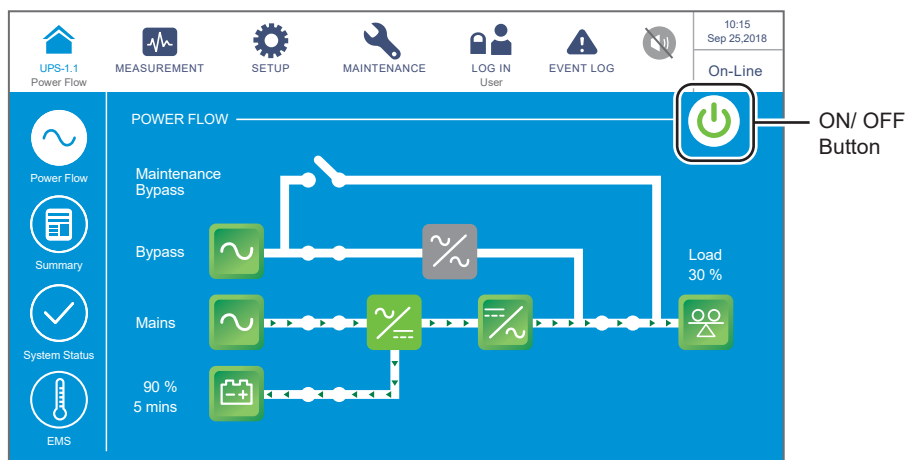 10:15
Sep 25,2018
UPS-1.1
Power Flow
MEASUREMENT
SETUP
MAINTENANCE
LOG IN
User
EVENT LOG
On-Line
POWER FLOW
ON/ OFF
Button
Power Flow
Maintenance
Bypass
Summary
Bypass
Load
30 %
Mains
System Status
90 %
5 mins
EMS